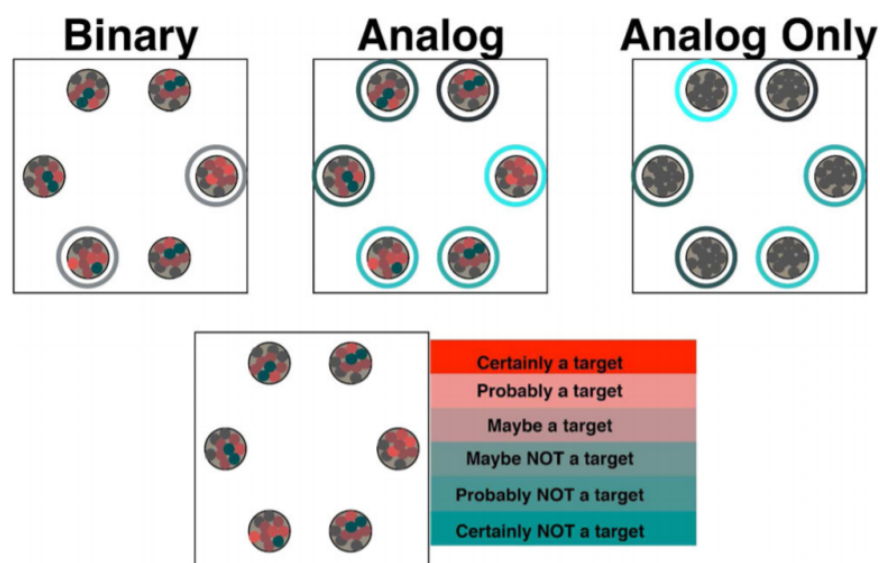 Binary
Analog
Analog Only
Certainly a target
Probably a target
Maybe a target
Maybe NOT a target
Probably NOT a target
Certainly NOT a target